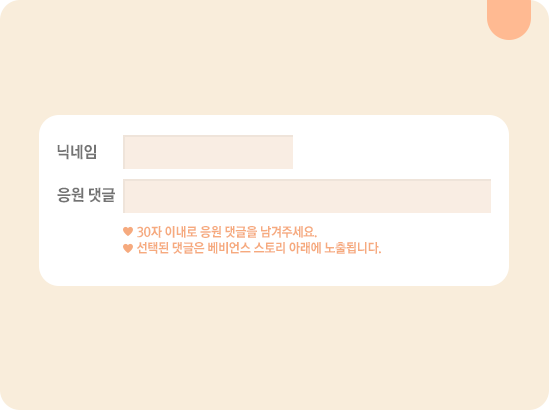 닉네임
응원 댓글
♥ 30자 이내로 응원 댓글을 남겨주세요.
♥ 선택된 댓글은 베비언스 스토리 아래에 노출됩니다.